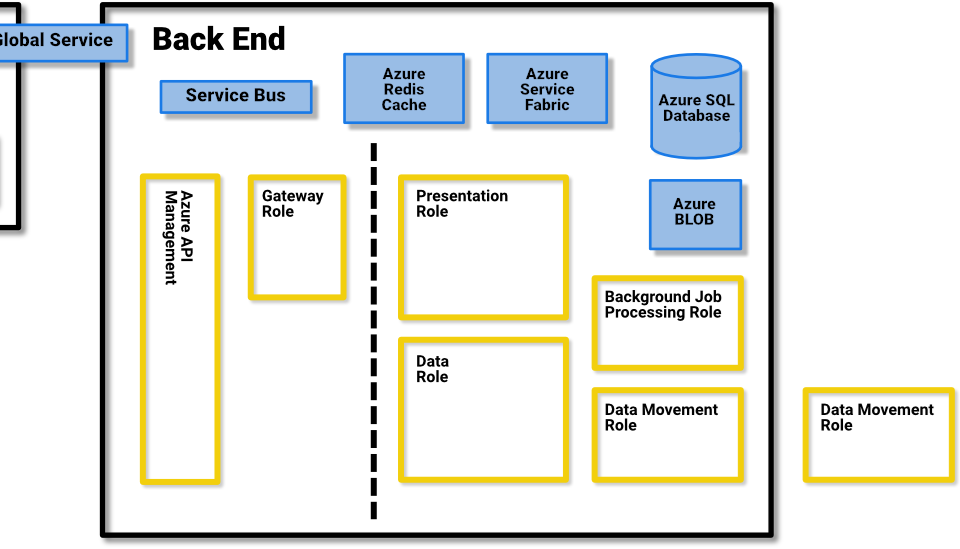 Global Service
Back End
Service Bus
Azure
Redis
Cache
Azure
Service
Fabric
Azure SQL
Database
Azure
BLOB
Azure API
Management
Gateway
Role
Presentation
Role
Data
Role
Background Job
Processing Role
Data Movement
Role
Data Movement
Role